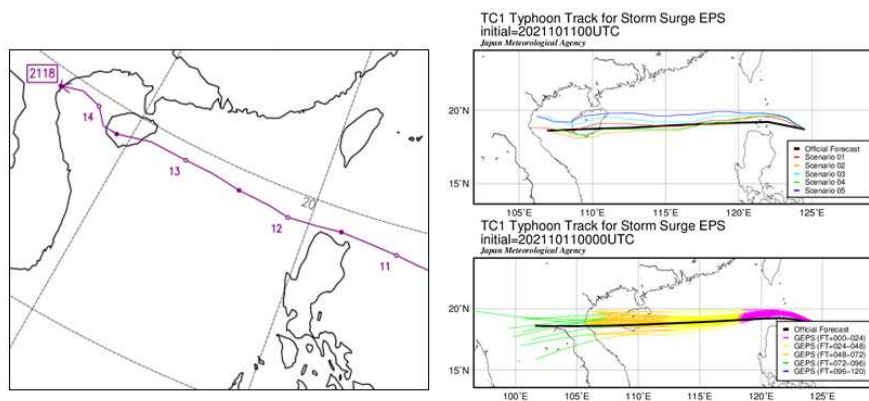 2118
14
13
20
12
11
TC1 Typhoon Track for Storm Surge EPS
initial=2021101100UTC
Japan Meteorological Agency
20°N
15°N
Official Forecast
Scenario 01
Scenario 02
Scenario 03
Scenario 04
Scenario 05
105°E 110°E 115°E 120°E 125°E
TC1 Typhoon Track for Storm Surge EPS
initial=202110110000UTC
Japan Meteorological Agency
20°N
15°N
Official Forecast
GEPS (FT=000-024)
GEPS (FT=024-048)
GEPS (FT=048-072)
GEPS (FT=072-096)
GEPS (FT=096-120)
100°E 105°E 110°E 115°E 120°E 125°E